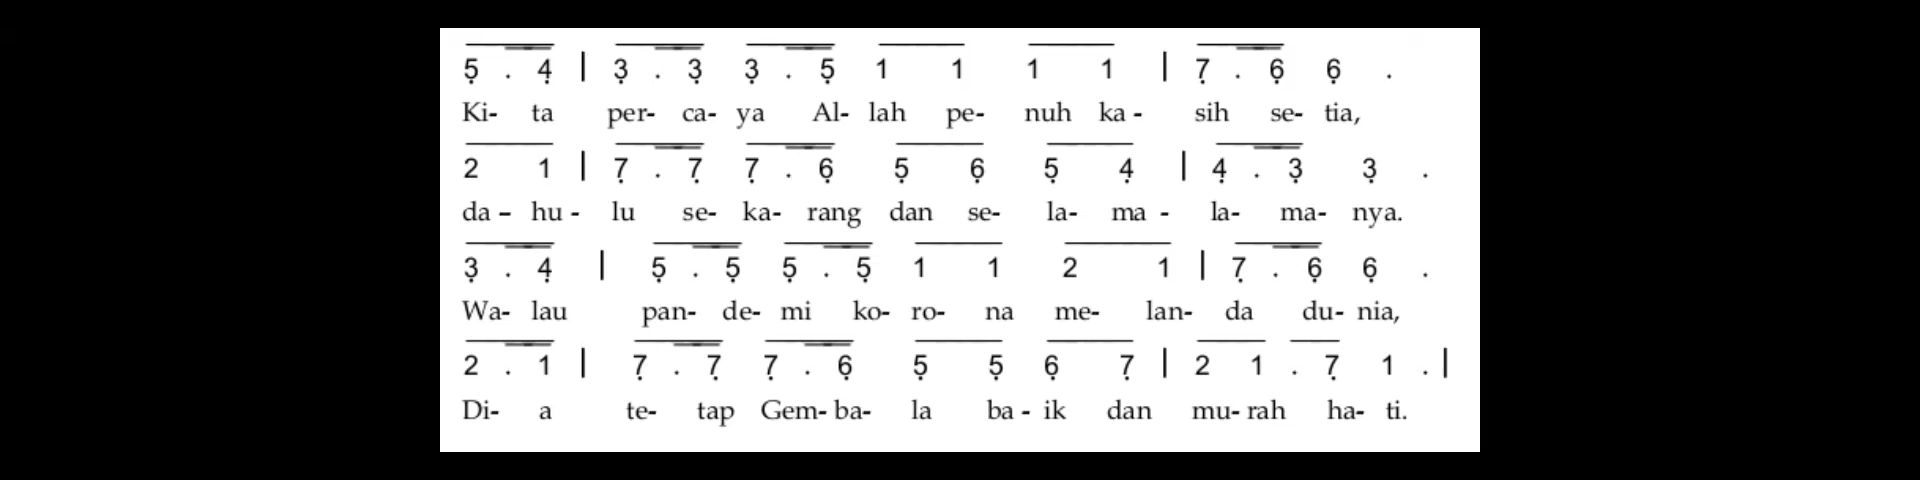 5̣ . 4̣ | 3̣ . 3̣ 3̣ . 5̣ 1 1 1 1 | 7̣ . 6̣ 6̣ .
Ki- ta per- ca- ya Al- lah pe- nuh ka - sih se- tia,
2 1 | 7̣ . 7̣ 7̣ . 6̣ 5̣ 6̣ 5̣ 4̣ | 4̣ . 3̣ 3̣ .
da – hu - lu se- ka- rang dan se- la- ma - la- ma- nya.
3̣ . 4̣ | 5̣ . 5̣ 5̣ . 5̣ 1 1 2 1 | 7̣ . 6̣ 6̣ .
Wa- lau pan- de- mi ko- ro- na me- lan- da du- nia,
2 . 1 | 7̣ . 7̣ 7̣ . 6̣ 5̣ 5̣ 6̣ 7̣ | 2 1 . 7̣ 1 . |
Di- a te- tap Gem- ba- la ba - ik dan mu- rah ha- ti.